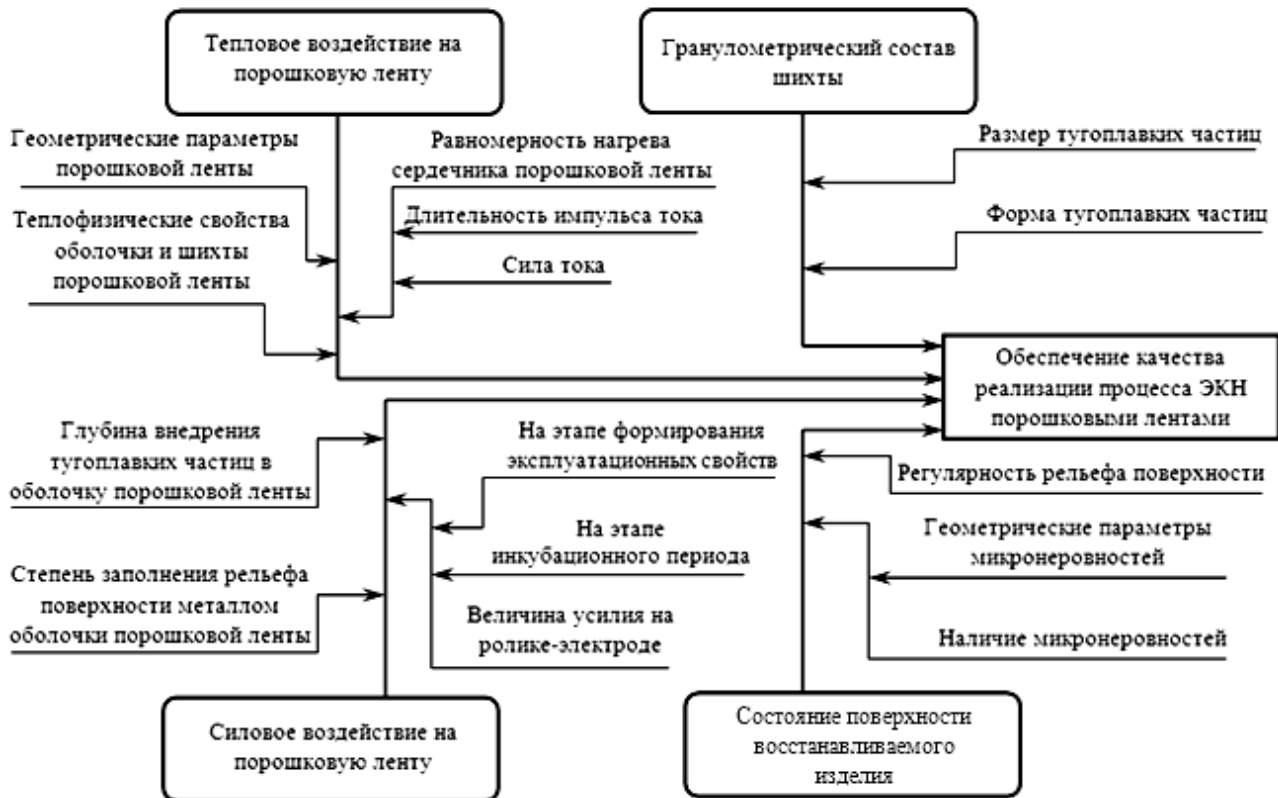 Тепловое воздействие на
порошковую ленту
Гранулометрический состав
шихты
Геометрические параметры
порошковой ленты
Теплофизические свойства
оболочки и шихты
порошковой ленты
Равномерность нагрева
сердечника порошковой ленты
Длительность импульса тока
Сила тока
Размер тугоплавких частиц
Форма тугоплавких частиц
Обеспечение качества
реализации процесса ЭКН
порошковыми лентами
Глубина внедрения
тугоплавких частиц в
оболочку порошковой ленты
Степень заполнения рельефа
поверхности металлом
оболочки порошковой ленты
На этапе формирования
эксплуатационных свойств
На этапе
инкубационного периода
Величина усилия на
ролике-электроде
Регулярность рельефа поверхности
Геометрические параметры
микронеровностей
Наличие микронеровностей
Силовое воздействие на
порошковую ленту
Состояние поверхности
восстанавливаемого
изделия